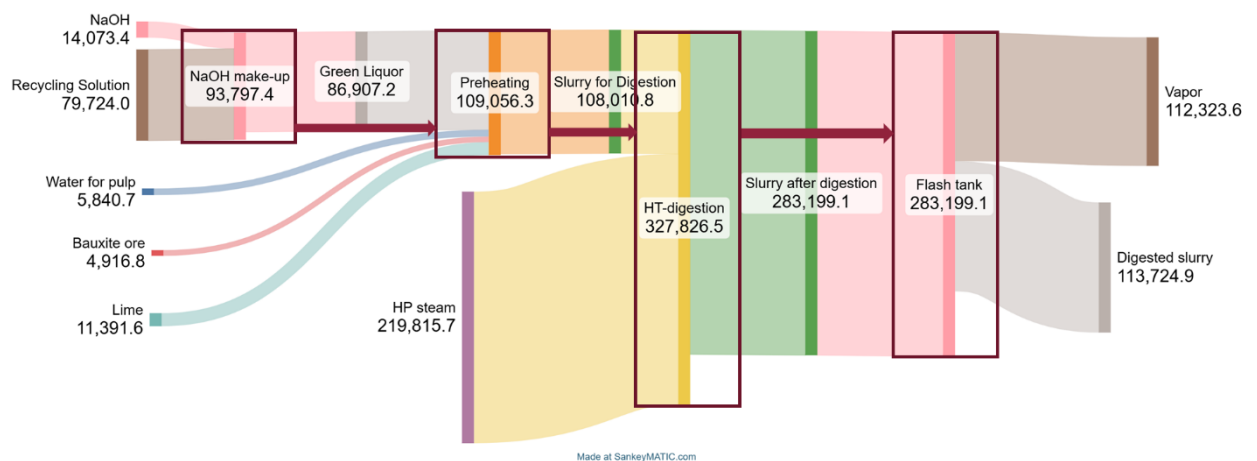 NaOH
14,073.4
Recycling Solution
79,724.0
NaOH make-up
93,797.4
Green Liquor
86,907.2
Preheating
109,056.3
Slurry for Digestion
108,010.8
Water for pulp
5,840.7
Bauxite ore
4,916.8
Lime
11,391.6
HP steam
219,815.7
HT-digestion
327,826.5
Slurry after digestion
283,199.1
Flash tank
283,199.1
Vapor
112,323.6
Digested slurry
113,724.9
Made at SankeyMATIC.com